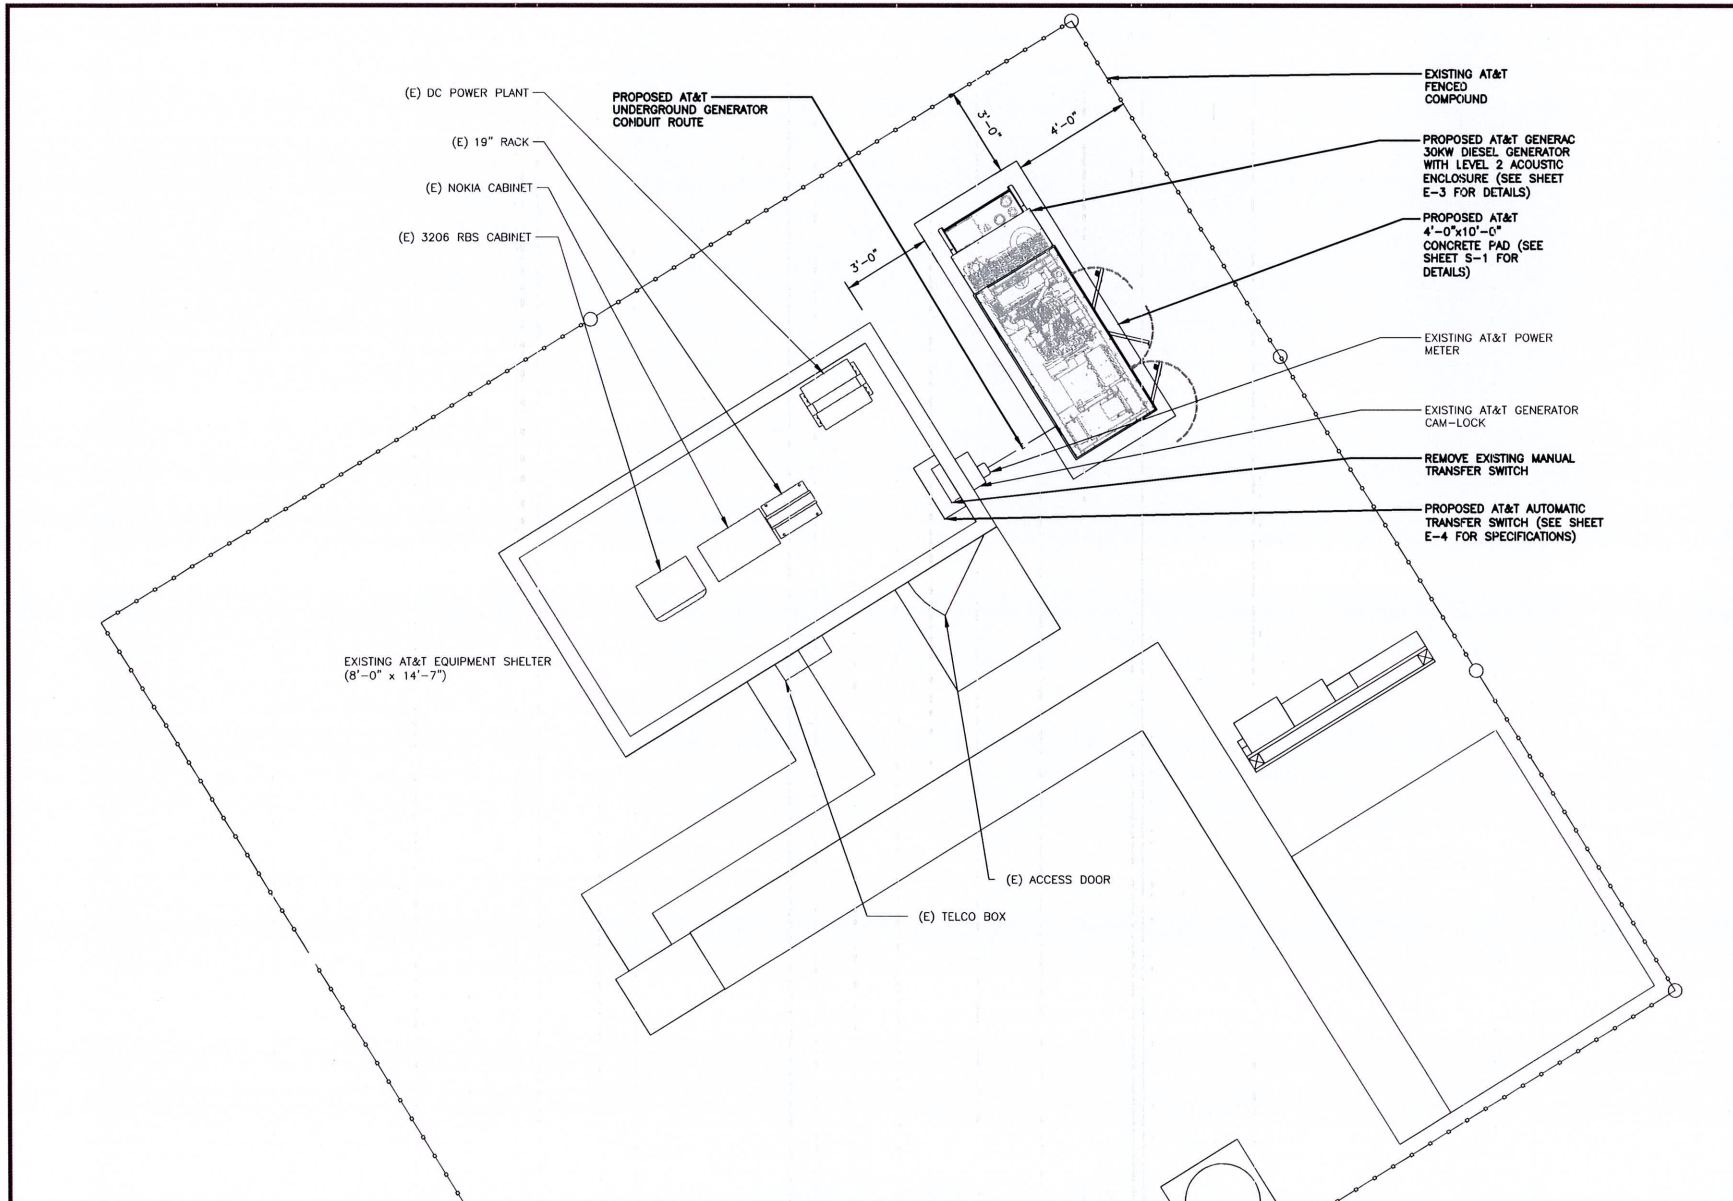 (E) DC POWER PLANT
(E) 19" RACK
(E) NOKIA CABINET
(E) 3206 RBS CABINET
PROPOSED AT&T
UNDERGROUND GENERATOR
CONDUIT ROUTE
3'-0"
4'-0"
3'-0"
EXISTING AT&T
FENCED
COMPOUND
PROPOSED AT&T GENERAC
30KW DIESEL GENERATOR
WITH LEVEL 2 ACOUSTIC
ENCLOSURE (SEE SHEET
E-3 FOR DETAILS)
PROPOSED AT&T
4'-0"x10'-0"
CONCRETE PAD (SEE
SHEET S-1 FOR
DETAILS)
EXISTING AT&T POWER
METER
EXISTING AT&T GENERATOR
CAM-LOCK
REMOVE EXISTING MANUAL
TRANSFER SWITCH
PROPOSED AT&T AUTOMATIC
TRANSFER SWITCH (SEE SHEET
E-4 FOR SPECIFICATIONS)
EXISTING AT&T EQUIPMENT SHELTER
(8'-0" x 14'-7")
(E) ACCESS DOOR
(E) TELCO BOX